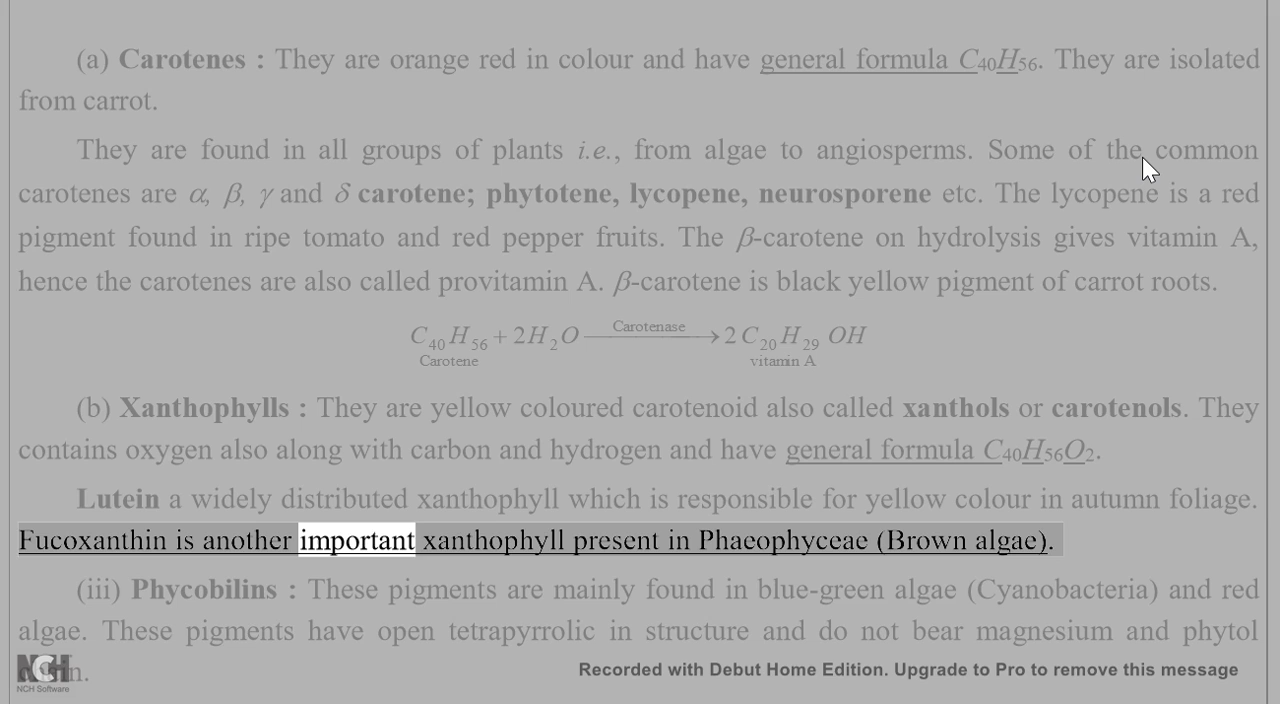 (a) Carotenes : They are orange red in colour and have general formula C40H56. They are isolated
from carrot.
They are found in all groups of plants i.e., from algae to angiosperms. Some of the common
carotenes are α, β, γ and δ carotene; phytotene, lycopene, neurosporene etc. The lycopene is a red
pigment found in ripe tomato and red pepper fruits. The β-carotene on hydrolysis gives vitamin A,
hence the carotenes are also called provitamin A. β-carotene is black yellow pigment of carrot roots.
Carotenase
C40H56 + 2H2O → 2 C20H29 OH
Carotene vitamin A
(b) Xanthophylls : They are yellow coloured carotenoid also called xanthols or carotenols. They
contains oxygen also along with carbon and hydrogen and have general formula C40H56O2.
Lutein a widely distributed xanthophyll which is responsible for yellow colour in autumn foliage.
Fucoxanthin is another important xanthophyll present in Phaeophyceae (Brown algae).
(iii) Phycobilins : These pigments are mainly found in blue-green algae (Cyanobacteria) and red
algae. These pigments have open tetrapyrrolic in structure and do not bear magnesium and phytol
NCH
NCH Software
Recorded with Debut Home Edition. Upgrade to Pro to remove this message